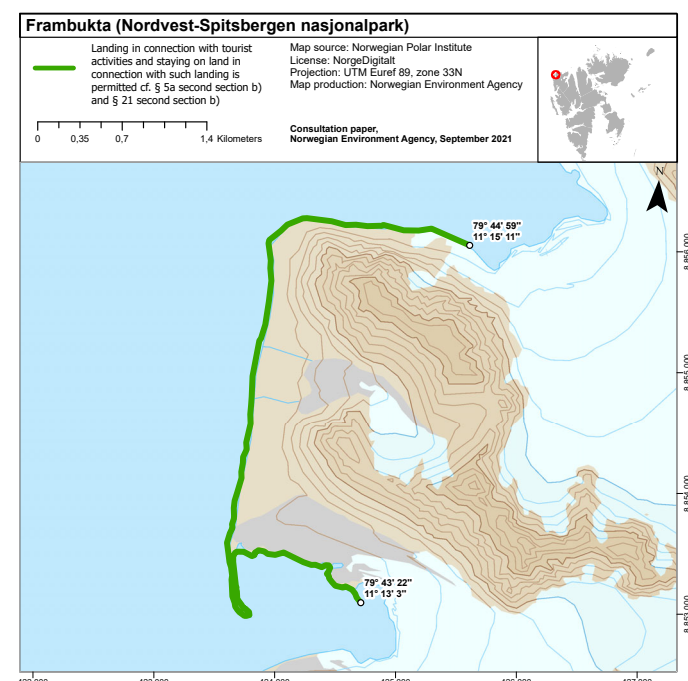 Frambukta (Nordvest-Spitsbergen nasjonalpark)
Landing in connection with tourist
activities and staying on land in
connection with such landing is
permitted cf. § 5a second section b)
and § 21 second section b)
Map source: Norwegian Polar Institute
License: NorgeDigitalt
Projection: UTM Euref 89, zone 33N
Map production: Norwegian Environment Agency
0 0,35 0,7 1,4 Kilometers
Consultation paper,
Norwegian Environment Agency, September 2021
N
79° 44' 59"
11° 15' 11"
79° 43' 22"
11° 13' 3"